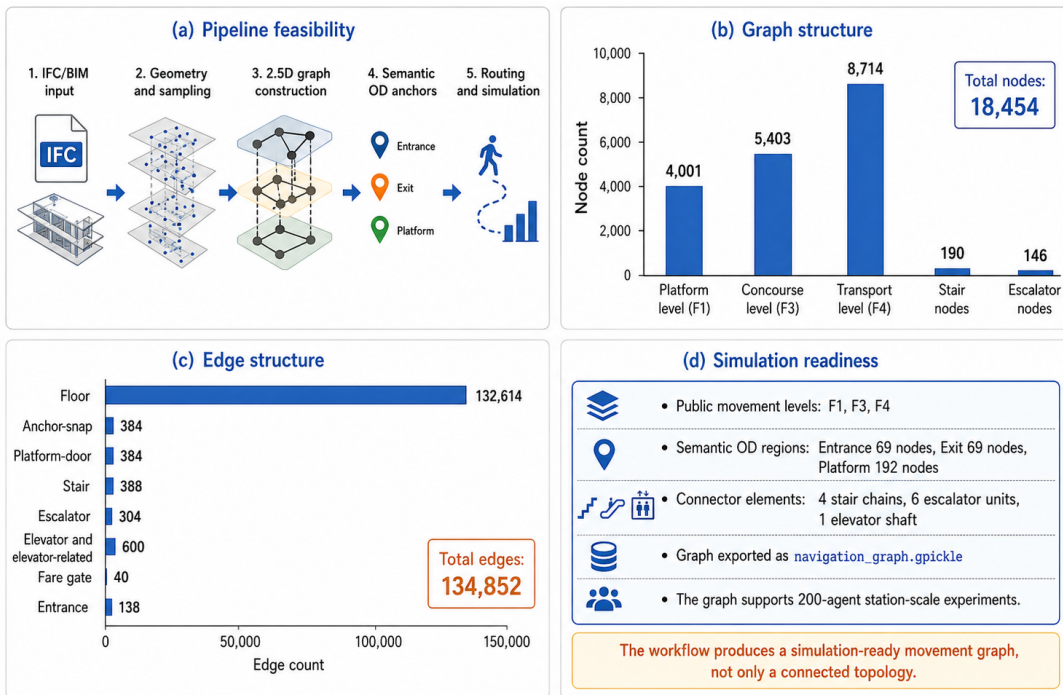 (a) Pipeline feasibility
1. IFC/BIM
input
2. Geometry
and sampling
3. 2.5D graph
construction
4. Semantic
OD anchors
5. Routing
and simulation
IFC
Entrance
Exit
Platform
(b) Graph structure
Node count
10,000
8,000
6,000
4,000
2,000
0
4,001
5,403
8,714
190
146
Total nodes:
18,454
Platform
level (F1)
Concourse
level (F3)
Transport
level (F4)
Stair
nodes
Escalator
nodes
(c) Edge structure
Floor 132,614
Anchor-snap 384
Platform-door 384
Stair 388
Escalator 304
Elevator and
elevator-related 600
Fare gate 40
Entrance 138
Total edges:
134,852
0 50,000 100,000 150,000
Edge count
(d) Simulation readiness
• Public movement levels: F1, F3, F4
• Semantic OD regions: Entrance 69 nodes, Exit 69 nodes,
Platform 192 nodes
• Connector elements: 4 stair chains, 6 escalator units,
1 elevator shaft
• Graph exported as navigation_graph.gpickle
• The graph supports 200-agent station-scale experiments.
The workflow produces a simulation-ready movement graph,
not only a connected topology.